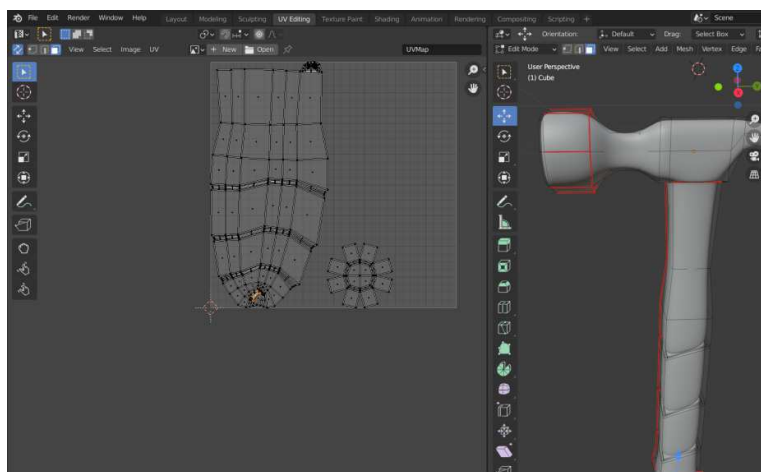 File Edit Render Window Help Layout Modeling Sculpting UV Editing Texture Paint Shading Animation Rendering Compositing Scripting + Scene
Orientation: Default Drag: Select Box
View Select Image UV + New Open UVMap Edit Mode View Select Add Mesh Vertex Edge
User Perspective
(1) Cube